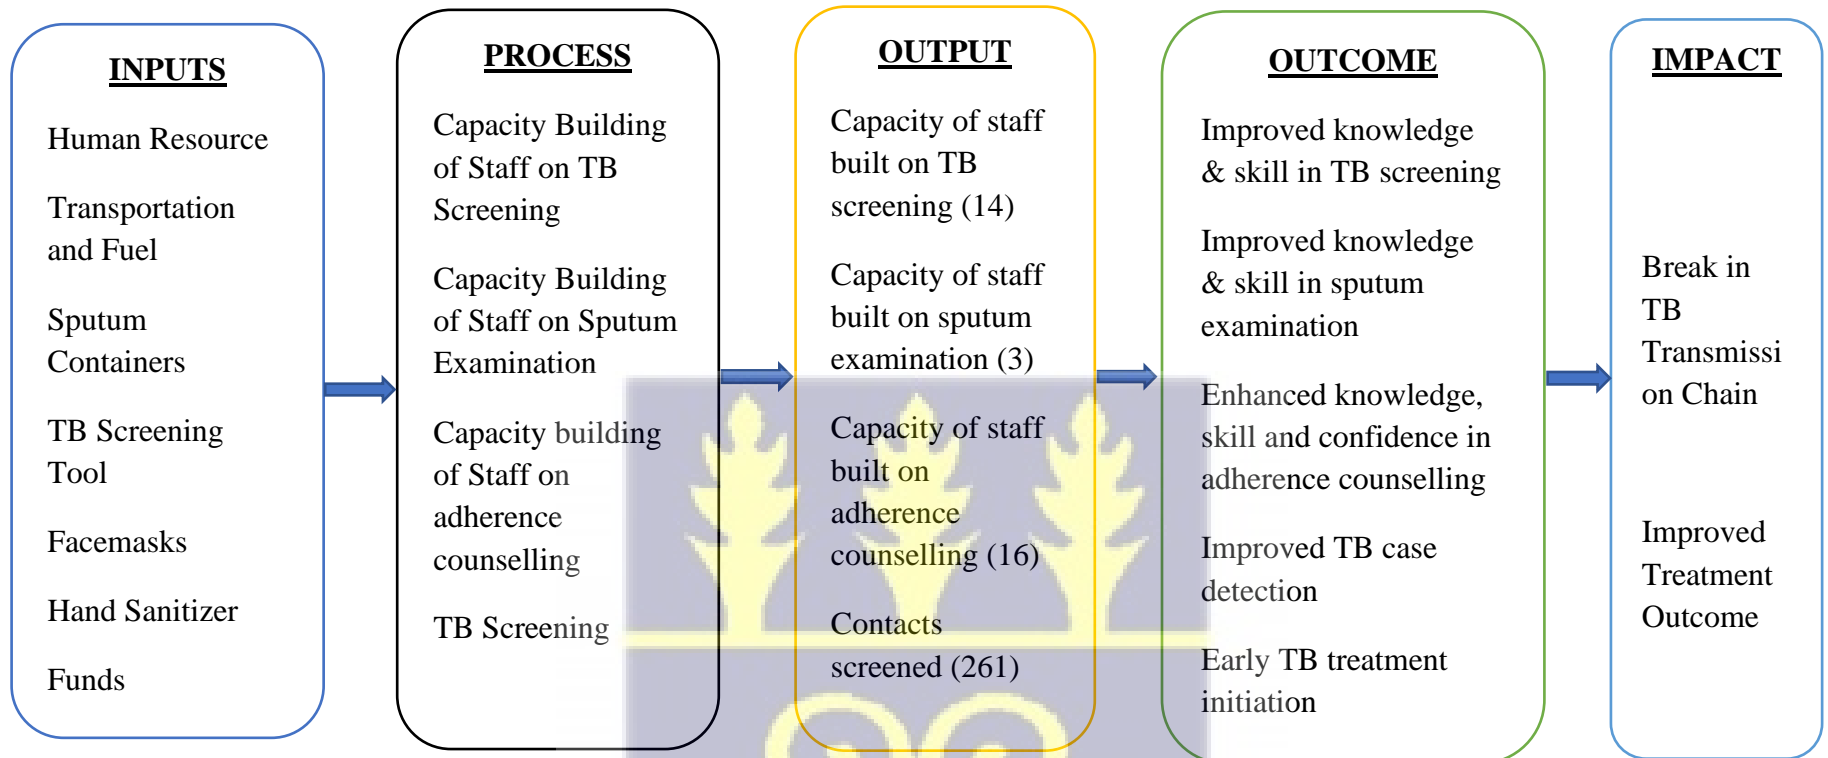 INPUTS
Human Resource
Transportation
and Fuel
Sputum
Containers
TB Screening
Tool
Facemasks
Hand Sanitizer
Funds
PROCESS
Capacity Building
of Staff on TB
Screening
Capacity Building
of Staff on Sputum
Examination
Capacity building
of Staff on
adherence
counselling
TB Screening
OUTPUT
Capacity of staff
built on TB
screening (14)
Capacity of staff
built on sputum
examination (3)
Capacity of staff
built on
adherence
counselling (16)
Contacts
screened (261)
OUTCOME
Improved knowledge
& skill in TB screening
Improved knowledge
& skill in sputum
examination
Enhanced knowledge,
skill and confidence in
adherence counselling
Improved TB case
detection
Early TB treatment
initiation
IMPACT
Break in
TB
Transmissi
on Chain
Improved
Treatment
Outcome